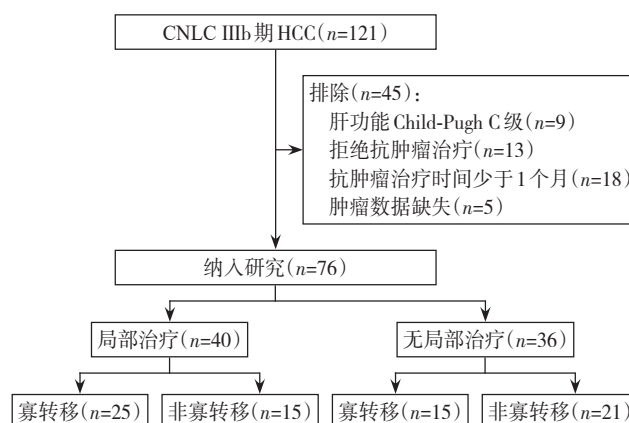 CNLC IIIb期HCC(n=121)
排除(n=45)：
肝功能Child-Pugh C级(n=9)
拒绝抗肿瘤治疗(n=13)
抗肿瘤治疗时间少于1个月(n=18)
肿瘤数据缺失(n=5)
纳入研究(n=76)
局部治疗(n=40)
无局部治疗(n=36)
寡转移(n=25)
非寡转移(n=15)
寡转移(n=15)
非寡转移(n=21)